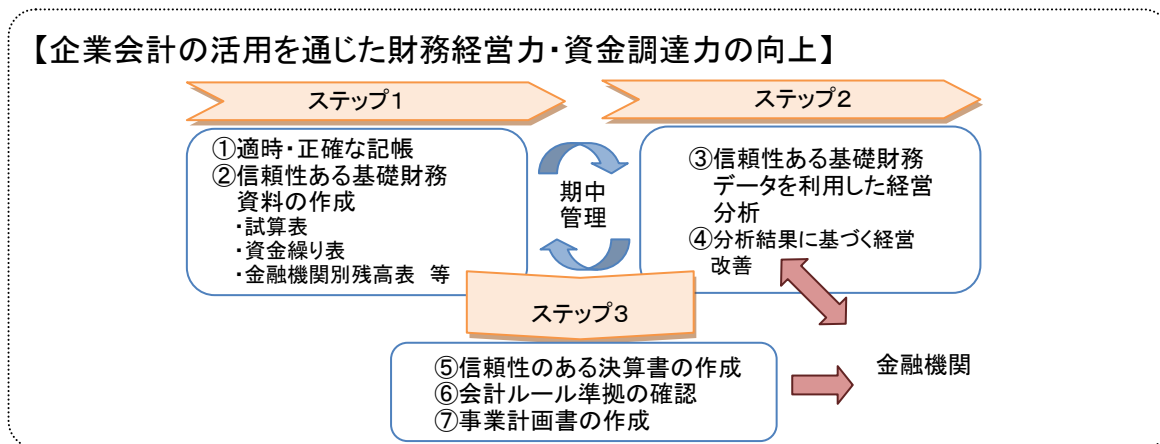 【企業会計の活用を通じた財務経営力・資金調達力の向上】
ステップ1
①適時・正確な記帳
②信頼性ある基礎財務
資料の作成
・試算表
・資金繰り表
・金融機関別残高表 等
期中
管理
ステップ2
③信頼性ある基礎財務
データを利用した経営
分析
④分析結果に基づく経営
改善
ステップ3
⑤信頼性のある決算書の作成
⑥会計ルール準拠の確認
⑦事業計画書の作成
金融機関